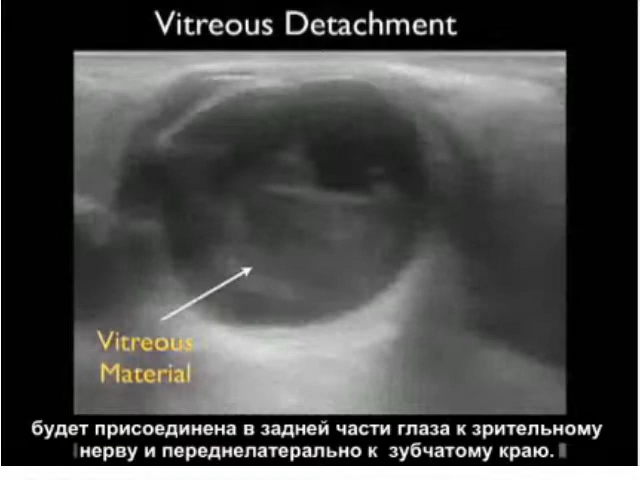 Vitreous Detachment
Vitreous
Material
будет присоединена в задней части глаза к зрительному
нерву и переднелатерально к зубчатому краю.